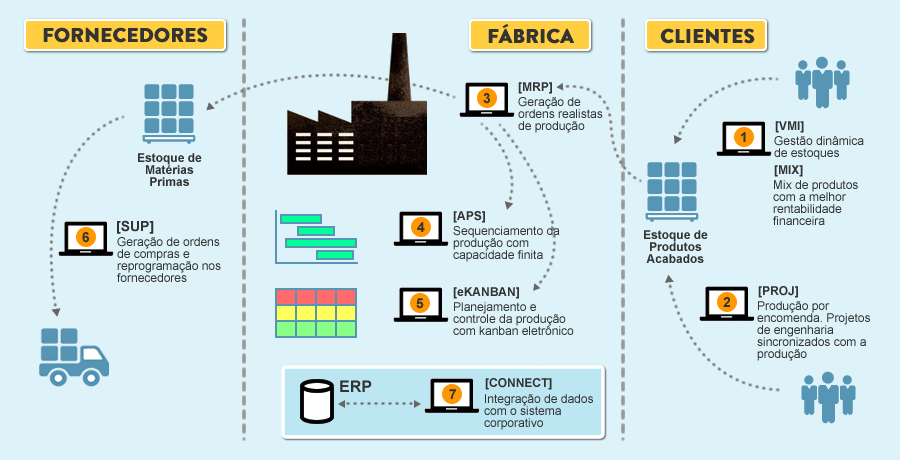 FORNECEDORES
Estoque de
Matérias
Primas
6
[SUP]
Geração de ordens
de compras e
reprogramação nos
fornecedores
FÁBRICA
3
[MRP]
Geração de
ordens realistas
de produção
4
[APS]
Sequenciamento da
produção com
capacidade finita
5
[eKANBAN]
Planejamento e
controle da produção
com kanban eletrônico
ERP
7
[CONNECT]
Integração de dados
com o sistema
corporativo
CLIENTES
1
[VMI]
Gestão dinâmica
de estoques
[MIX]
Mix de produtos
com a melhor
rentabilidade
financeira
Estoque de
Produtos
Acabados
2
[PROJ]
Produção por
encomenda. Projetos
de engenharia
sincronizados com a
produção